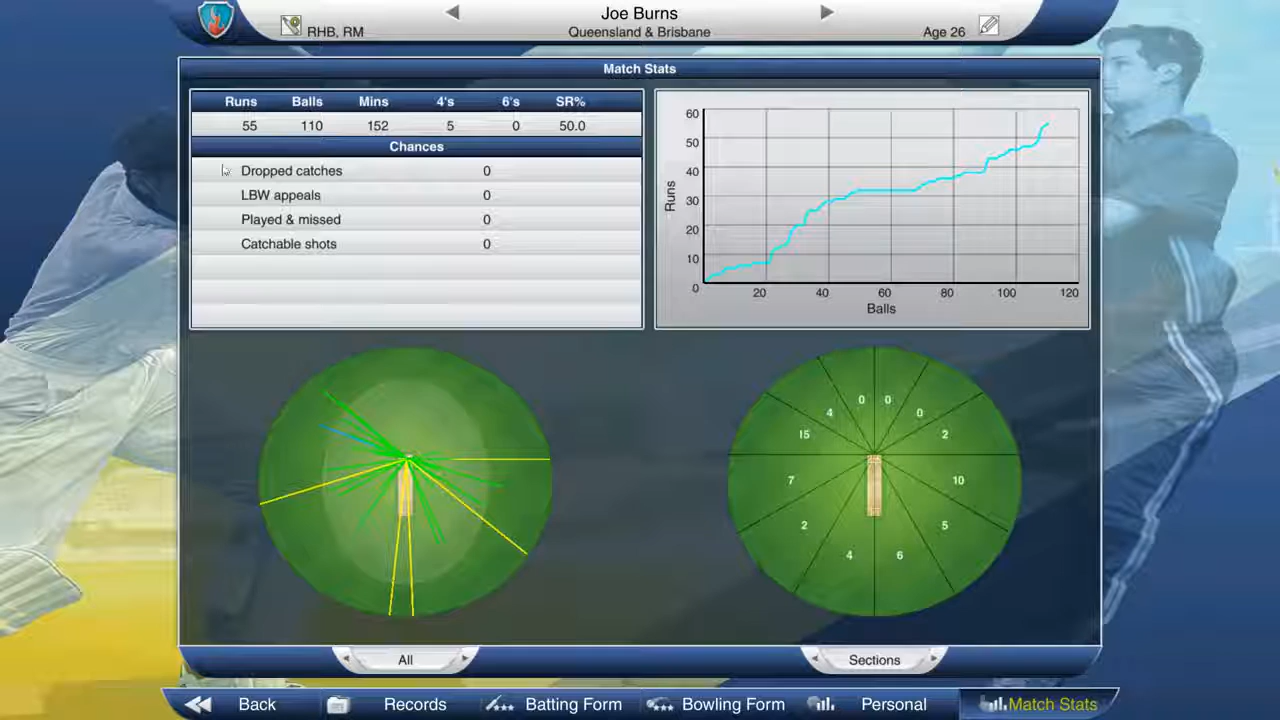 Joe Burns
RHB, RM
Queensland & Brisbane
Age 26
Match Stats
Runs Balls Mins 4's 6's SR%
55 110 152 5 0 50.0
Chances
Dropped catches 0
LBW appeals 0
Played & missed 0
Catchable shots 0
60
50
40
30
20
10
0
Runs
20 40 60 80 100 120
Balls
0 0
4 0
15 2
7 10
2 5
4 6
All
Sections
Back Records Batting Form Bowling Form Personal Match Stats